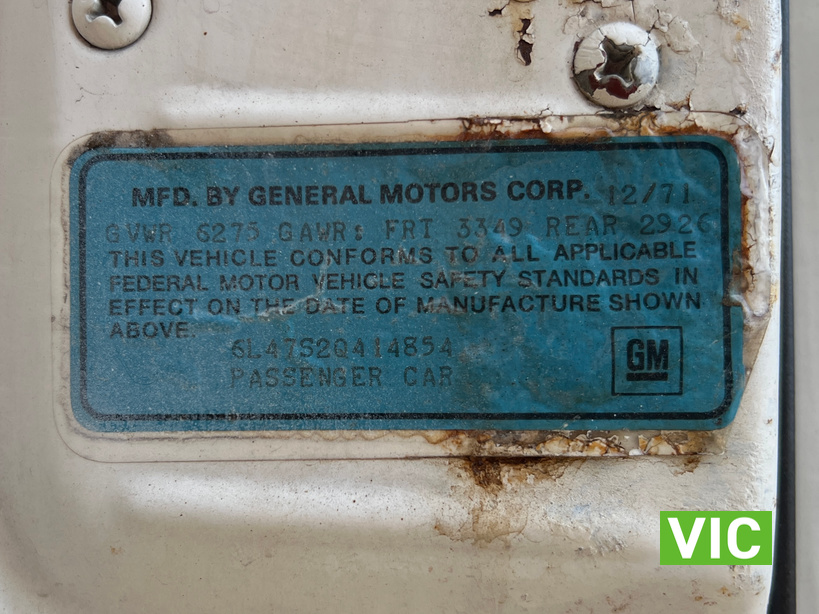 MFD. BY GENERAL MOTORS CORP. 12/71
GVWR 6275 GAWR: FRT 3349 REAR 2926
THIS VEHICLE CONFORMS TO ALL APPLICABLE
FEDERAL MOTOR VEHICLE SAFETY STANDARDS IN
EFFECT ON THE DATE OF MANUFACTURE SHOWN
ABOVE.
6L47S2Q414854
PASSENGER CAR
GM
VIC